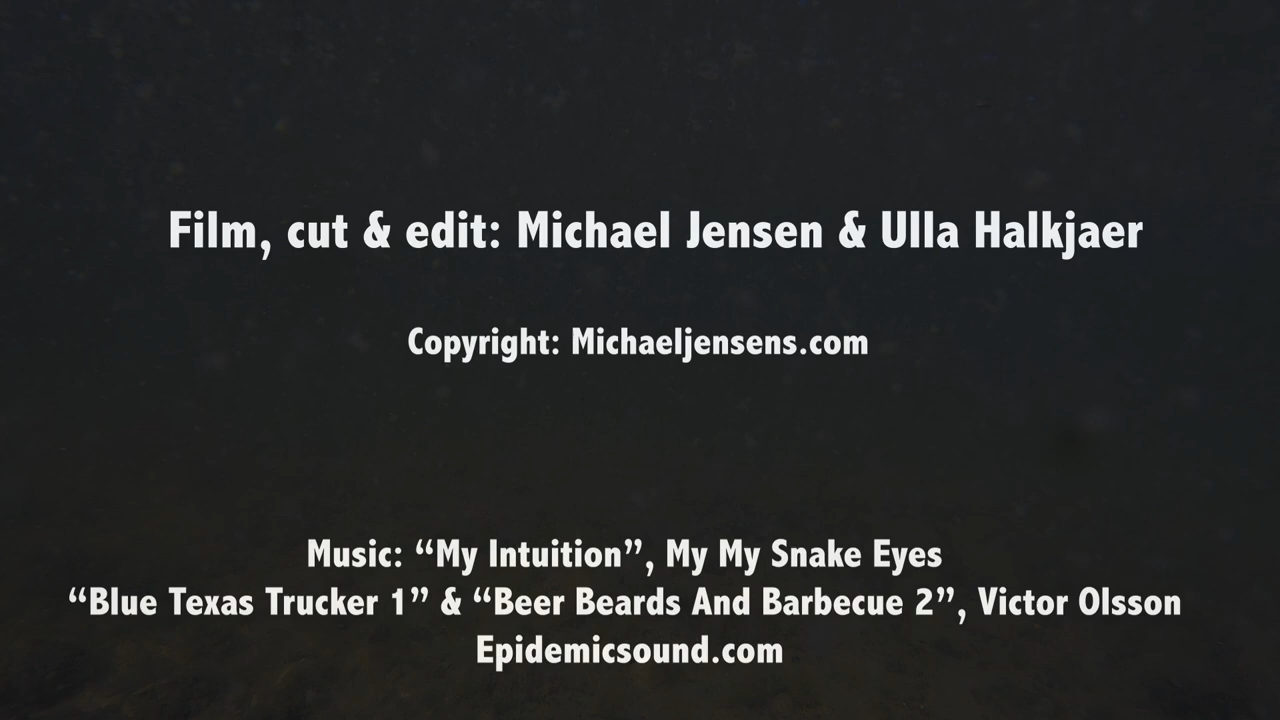 Film, cut & edit: Michael Jensen & Ulla Halkjaer
Copyright: Michaeljensens.com
Music: “My Intuition”, My My Snake Eyes
“Blue Texas Trucker 1” & “Beer Beards And Barbecue 2”, Victor Olsson
Epidemicsound.com